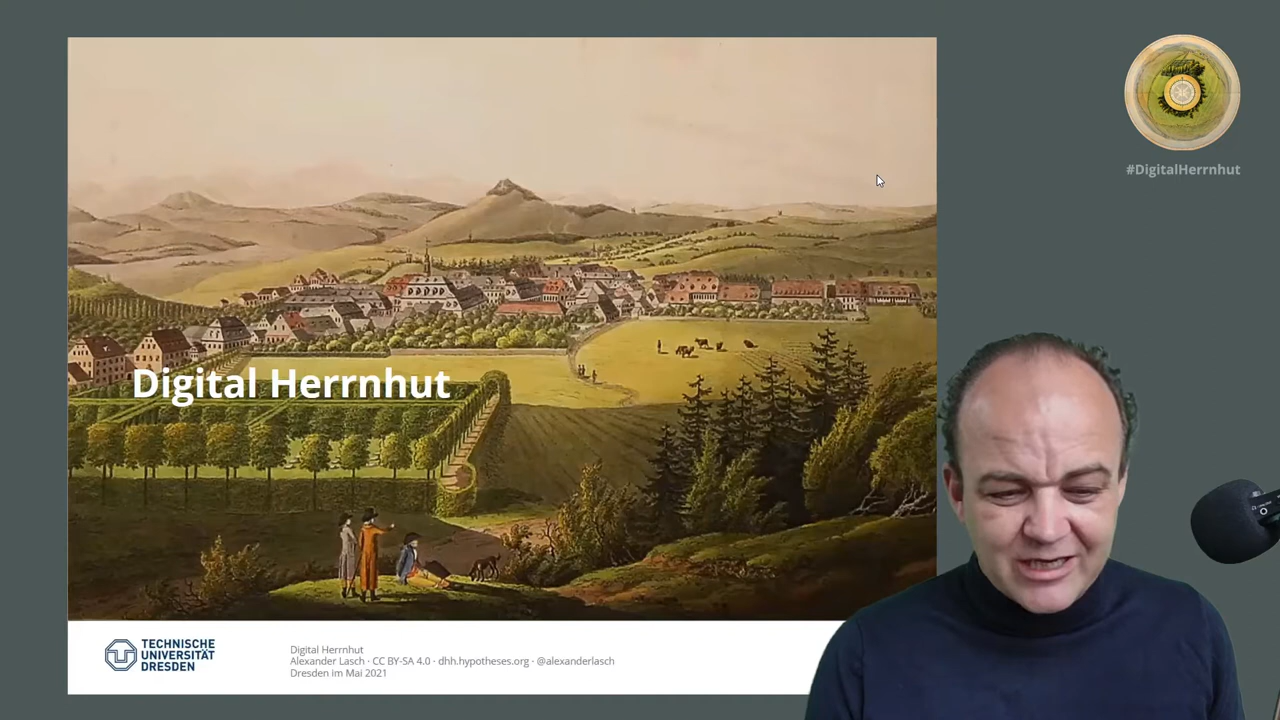 #DigitalHerrnhut
Digital Herrnhut
TECHNISCHE
UNIVERSITÄT
DRESDEN
Digital Herrnhut
Alexander Lasch · CC BY-SA 4.0 · dhh.hypotheses.org · @alexanderlasch
Dresden im Mai 2021